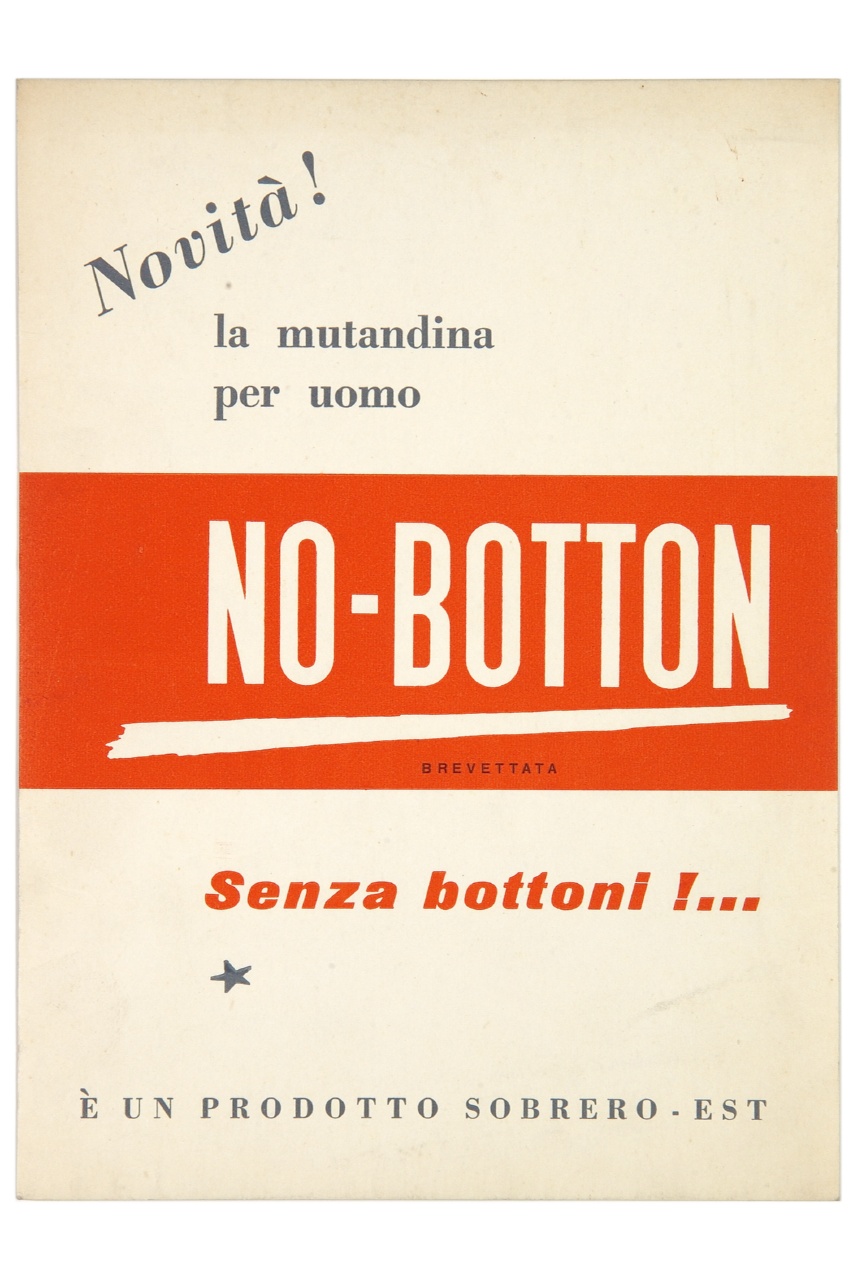 Novità!
la mutandina
per uomo
NO-BOTTON
BREVETTATA
Senza bottoni !...
È UN PRODOTTO SOBRERO-EST